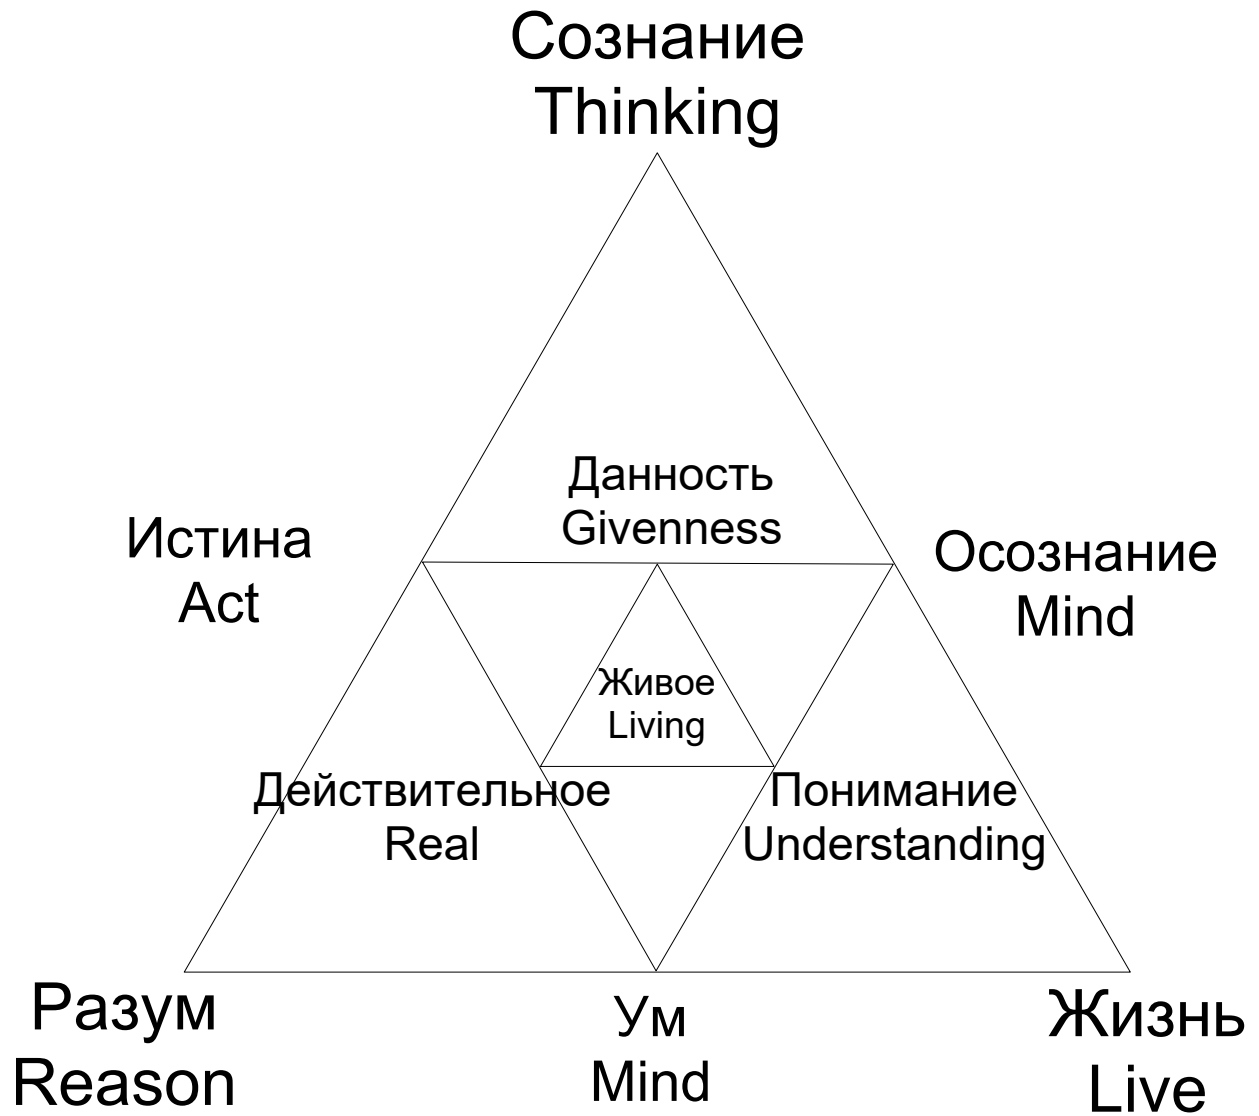 Сознание
Thinking
Данность
Givenness
Истина
Act
Осознание
Mind
Живое
Living
Действительное
Real
Понимание
Understanding
Разум
Reason
Ум
Mind
Жизнь
Live